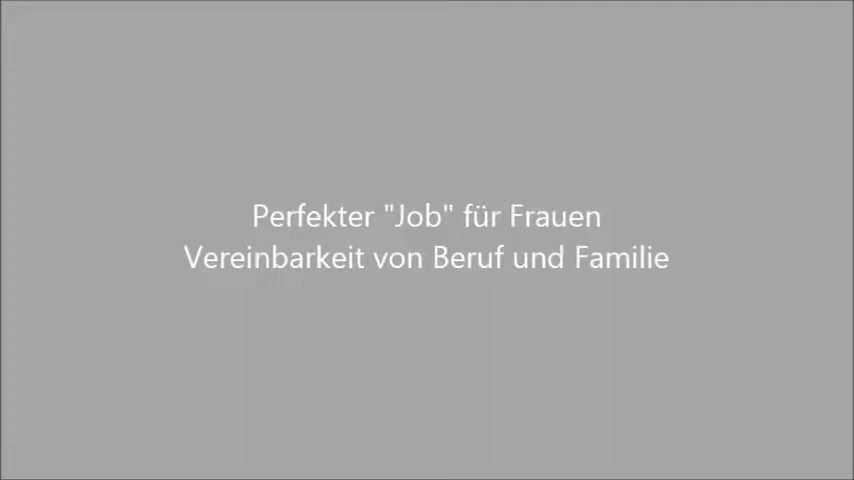 Perfekter "Job" für Frauen
Vereinbarkeit von Beruf und Familie